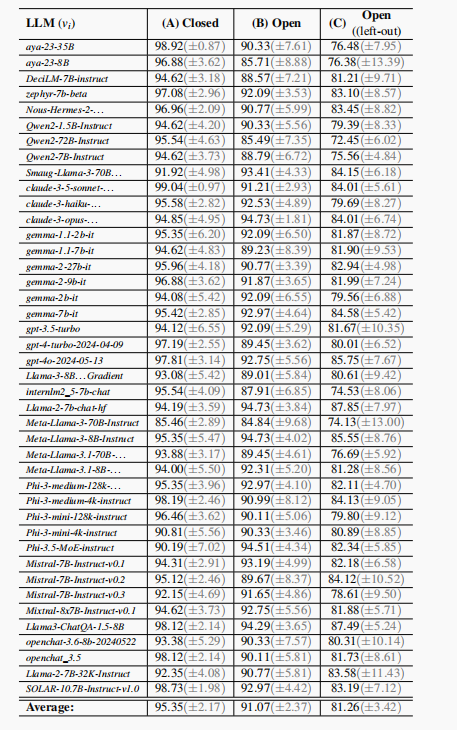 LLM (vi) (A) Closed (B) Open (C) Open ((left-out)
aya-23-35B 98.92(±0.87) 90.33(±7.61) 76.48(±7.95)
aya-23-8B 96.88(±3.62) 85.71(±8.88) 76.38(±13.39)
DeciLM-7B-instruct 94.62(±3.18) 88.57(±7.21) 81.21(±9.71)
zephyr-7b-beta 97.08(±2.96) 92.09(±3.53) 83.10(±8.57)
Nous-Hermes-2-... 96.96(±2.09) 90.77(±5.99) 83.45(±8.82)
Qwen2-1.5B-Instruct 94.62(±4.20) 90.33(±5.56) 79.39(±8.33)
Qwen2-72B-Instruct 95.54(±4.63) 85.49(±7.35) 72.45(±6.02)
Qwen2-7B-Instruct 94.62(±3.73) 88.79(±6.72) 75.56(±4.84)
Smaug-Llama-3-70B... 91.92(±4.98) 93.41(±4.33) 84.15(±6.18)
claude-3-5-sonnet-... 99.04(±0.97) 91.21(±2.93) 84.01(±5.61)
claude-3-haiku-... 95.58(±2.82) 92.53(±4.89) 79.69(±8.27)
claude-3-opus-... 94.85(±4.95) 94.73(±1.81) 84.01(±6.74)
gemma-1.1-2b-it 95.35(±6.20) 92.09(±6.50) 81.87(±8.72)
gemma-1.1-7b-it 94.62(±4.83) 89.23(±8.39) 81.90(±9.53)
gemma-2-27b-it 95.96(±4.18) 90.77(±3.39) 82.94(±4.98)
gemma-2-9b-it 96.88(±3.62) 91.87(±3.65) 81.99(±7.24)
gemma-2b-it 94.08(±5.42) 92.09(±6.55) 79.56(±6.88)
gemma-7b-it 95.42(±2.85) 92.97(±4.64) 84.58(±5.42)
gpt-3.5-turbo 94.12(±6.55) 92.09(±5.29) 81.67(±10.35)
gpt-4-turbo-2024-04-09 97.19(±2.55) 89.45(±3.62) 80.01(±6.52)
gpt-4o-2024-05-13 97.81(±3.14) 92.75(±5.56) 85.75(±7.67)
Llama-3-8B...Gradient 93.08(±5.42) 89.01(±5.84) 80.61(±9.42)
internlm2_5-7b-chat 95.54(±4.09) 87.91(±6.85) 74.53(±8.06)
Llama-2-7b-chat-hf 94.19(±3.59) 94.73(±3.84) 87.85(±7.97)
Meta-Llama-3-70B-Instruct 85.46(±2.89) 84.84(±9.68) 74.13(±13.00)
Meta-Llama-3-8B-Instruct 95.35(±5.47) 94.73(±4.02) 85.55(±8.76)
Meta-Llama-3.1-70B-... 93.88(±3.17) 89.45(±4.61) 76.69(±5.92)
Meta-Llama-3.1-8B-... 94.00(±5.50) 92.31(±5.20) 81.28(±8.56)
Phi-3-medium-128k-... 95.35(±3.96) 92.97(±4.10) 82.11(±4.70)
Phi-3-medium-4k-instruct 98.19(±2.46) 90.99(±8.12) 84.13(±9.05)
Phi-3-mini-128k-instruct 96.46(±3.62) 90.11(±5.06) 79.80(±9.12)
Phi-3-mini-4k-instruct 90.81(±5.56) 90.33(±3.46) 80.89(±8.85)
Phi-3.5-MoE-instruct 90.19(±7.02) 94.51(±4.34) 82.34(±5.85)
Mistral-7B-Instruct-v0.1 94.31(±2.91) 93.19(±4.99) 82.18(±6.58)
Mistral-7B-Instruct-v0.2 95.12(±2.46) 89.67(±8.37) 84.12(±10.52)
Mistral-7B-Instruct-v0.3 92.15(±4.69) 91.65(±4.86) 78.61(±9.50)
Mixtral-8x7B-Instruct-v0.1 94.62(±3.73) 92.75(±5.56) 81.88(±5.71)
Llama3-ChatQA-1.5-8B 98.12(±2.14) 94.29(±3.65) 87.49(±5.24)
openchat-3.6-8b-20240522 93.38(±5.29) 90.33(±7.57) 80.31(±10.14)
openchat_3.5 98.12(±2.14) 90.11(±5.81) 81.73(±8.61)
Llama-2-7B-32K-Instruct 92.35(±4.08) 90.77(±5.81) 83.58(±11.43)
SOLAR-10.7B-Instruct-v1.0 98.73(±1.98) 92.97(±4.42) 83.19(±7.12)
Average: 95.35(±2.17) 91.07(±2.37) 81.26(±3.42)